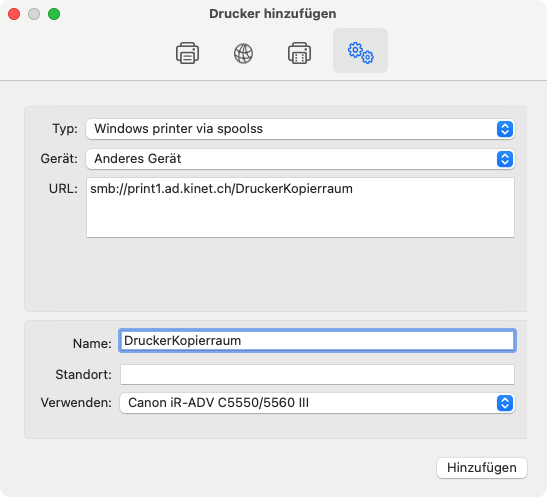 Drucker hinzufügen
Typ: Windows printer via spoolss
Gerät: Anderes Gerät
URL: smb://print1.ad.kinet.ch/DruckerKopierraum
Name: DruckerKopierraum
Standort:
Verwenden: Canon iR-ADV C5550/5560 III
Hinzufügen